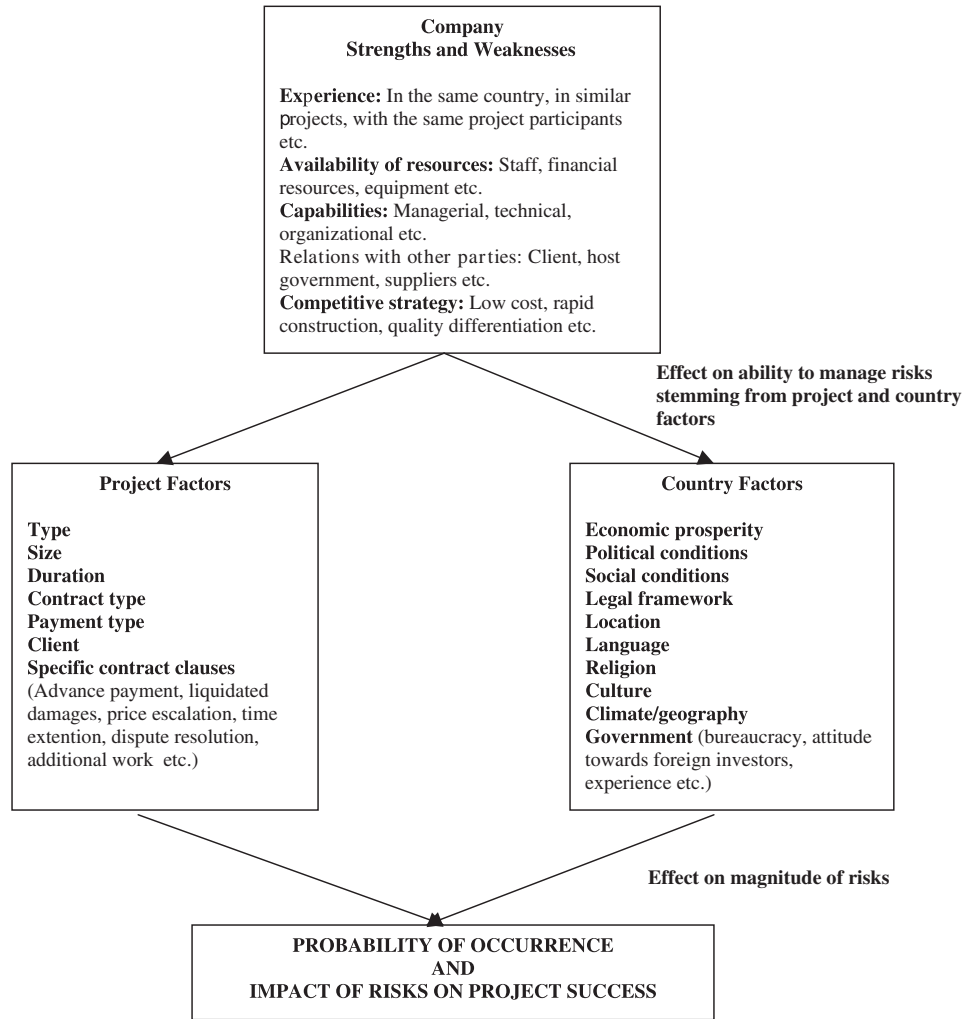 Company
Strengths and Weaknesses
Experience: In the same country, in similar
projects, with the same project participants
etc.
Availability of resources: Staff, financial
resources, equipment etc.
Capabilities: Managerial, technical,
organizational etc.
Relations with other parties: Client, host
government, suppliers etc.
Competitive strategy: Low cost, rapid
construction, quality differentiation etc.
Effect on ability to manage risks
stemming from project and country
factors
Project Factors
Type
Size
Duration
Contract type
Payment type
Client
Specific contract clauses
(Advance payment, liquidated
damages, price escalation, time
extention, dispute resolution,
additional work etc.)
Country Factors
Economic prosperity
Political conditions
Social conditions
Legal framework
Location
Language
Religion
Culture
Climate/geography
Government (bureaucracy, attitude
towards foreign investors,
experience etc.)
Effect on magnitude of risks
PROBABILITY OF OCCURRENCE
AND
IMPACT OF RISKS ON PROJECT SUCCESS